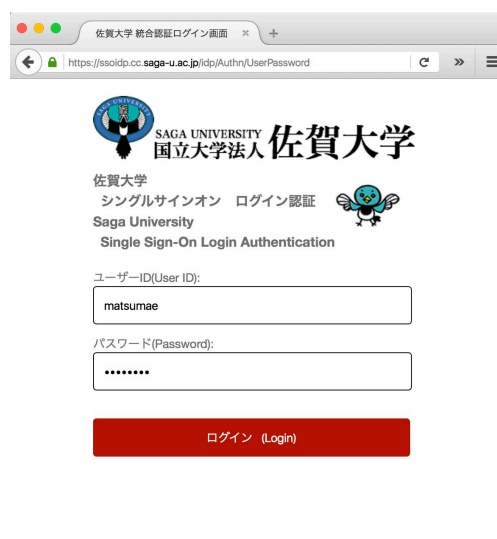 佐賀大学 統合認証ログイン画面
https://ssoidp.cc.saga-u.ac.jp/idp/Authn/UserPassword
SAGA UNIVERSITY
SAGA UNIVERSITY
国立大学法人 佐賀大学
佐賀大学
シングルサインオン ログイン認証
Saga University
Single Sign-On Login Authentication
ユーザーID(User ID):
matsumae
パスワード(Password):
••••••••
ログイン (Login)